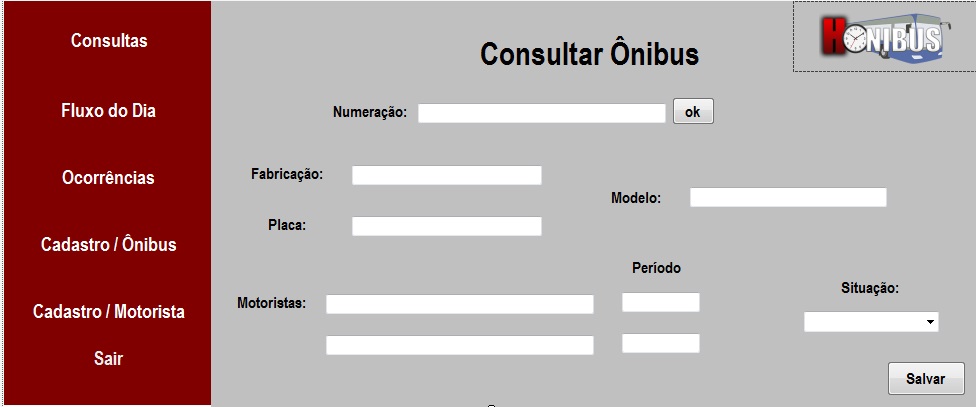 Consultas
Fluxo do Dia
Ocorrências
Cadastro / Ônibus
Cadastro / Motorista
Sair
Consultar Ônibus
HONIBUS
Numeração:
ok
Fabricação:
Modelo:
Placa:
Período
Motoristas:
Situação:
Salvar